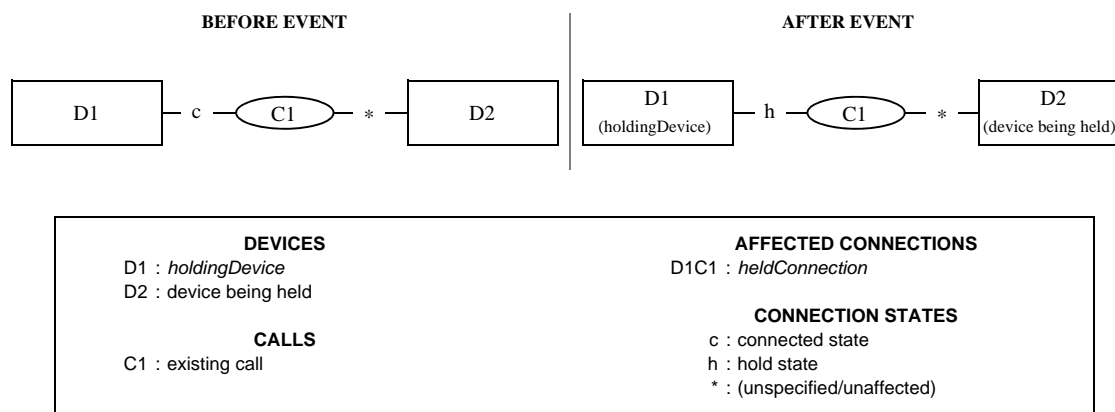 BEFORE EVENT
AFTER EVENT
D1 c C1 * D2
D1
(holdingDevice)
h C1 *
D2
(device being held)
DEVICES
D1 : holdingDevice
D2 : device being held
CALLS
C1 : existing call
AFFECTED CONNECTIONS
D1C1 : heldConnection
CONNECTION STATES
c : connected state
h : hold state
* : (unspecified/unaffected)